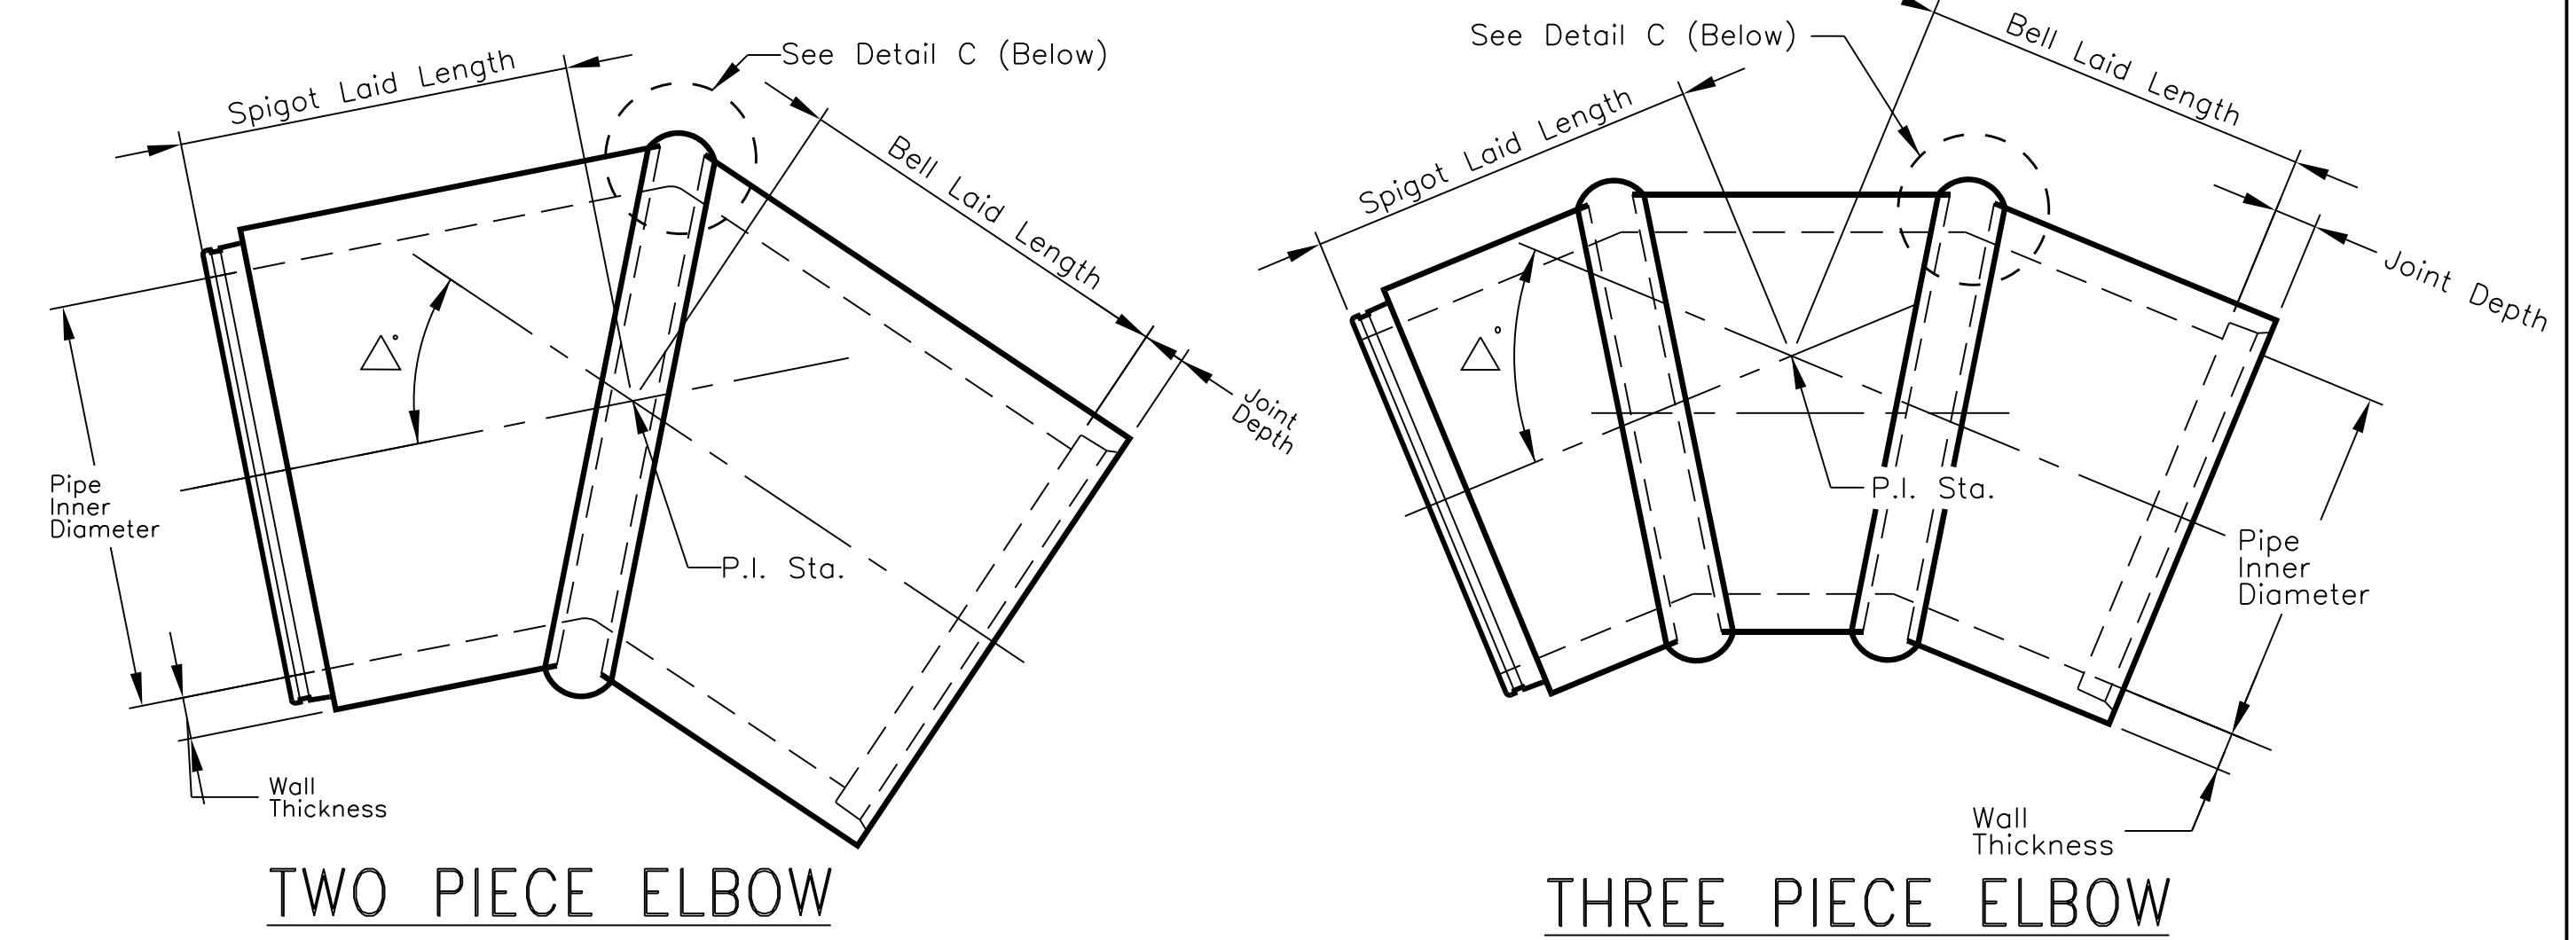 Spigot Laid Length
See Detail C (Below)
Bell Laid Length
Joint
Depth
△°
Pipe
Inner
Diameter
P.I. Sta.
Wall
Thickness
TWO PIECE ELBOW
See Detail C (Below)
Bell Laid Length
Spigot Laid Length
Joint Depth
△°
P.I. Sta.
Pipe
Inner
Diameter
Wall
Thickness
THREE PIECE ELBOW